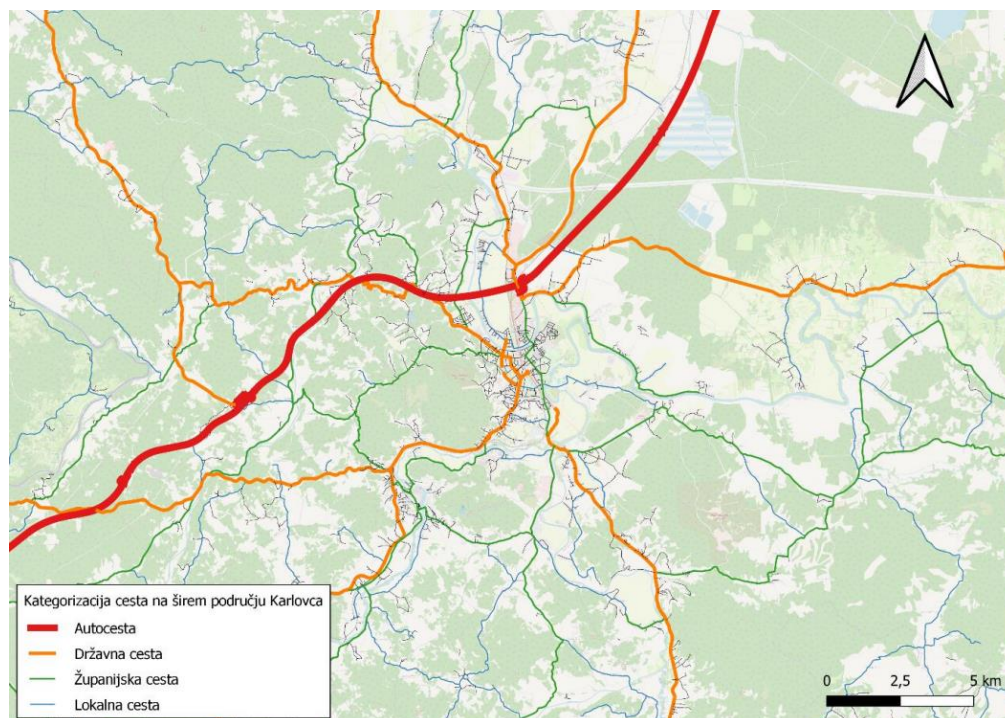 Kategorizacija cesta na širem području Karlovca
Autocesta
Državna cesta
Županijska cesta
Lokalna cesta
0 2,5 5 km